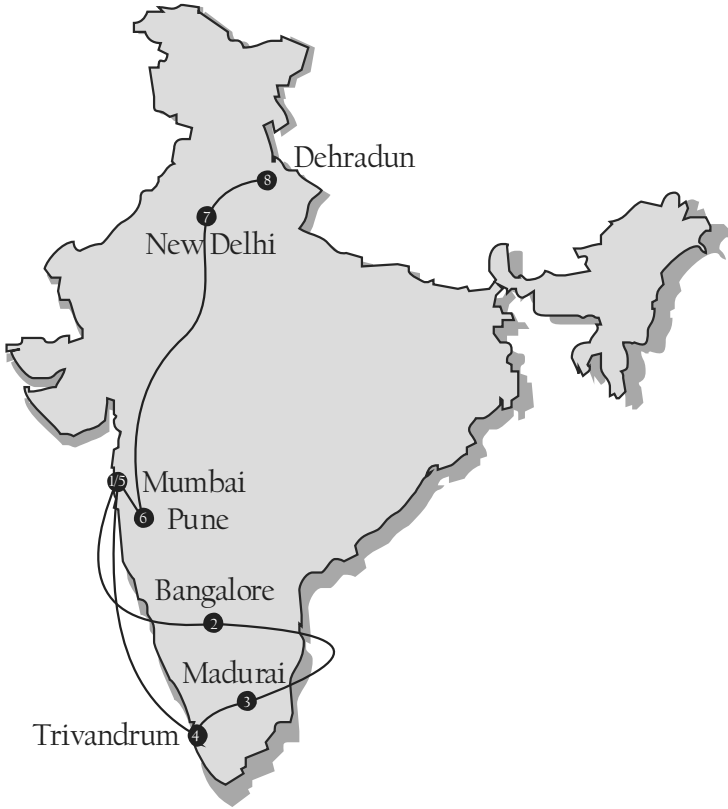 Dehradun
8
7
New Delhi
1/5
Mumbai
6
Pune
Bangalore
2
Madurai
3
Trivandrum
4